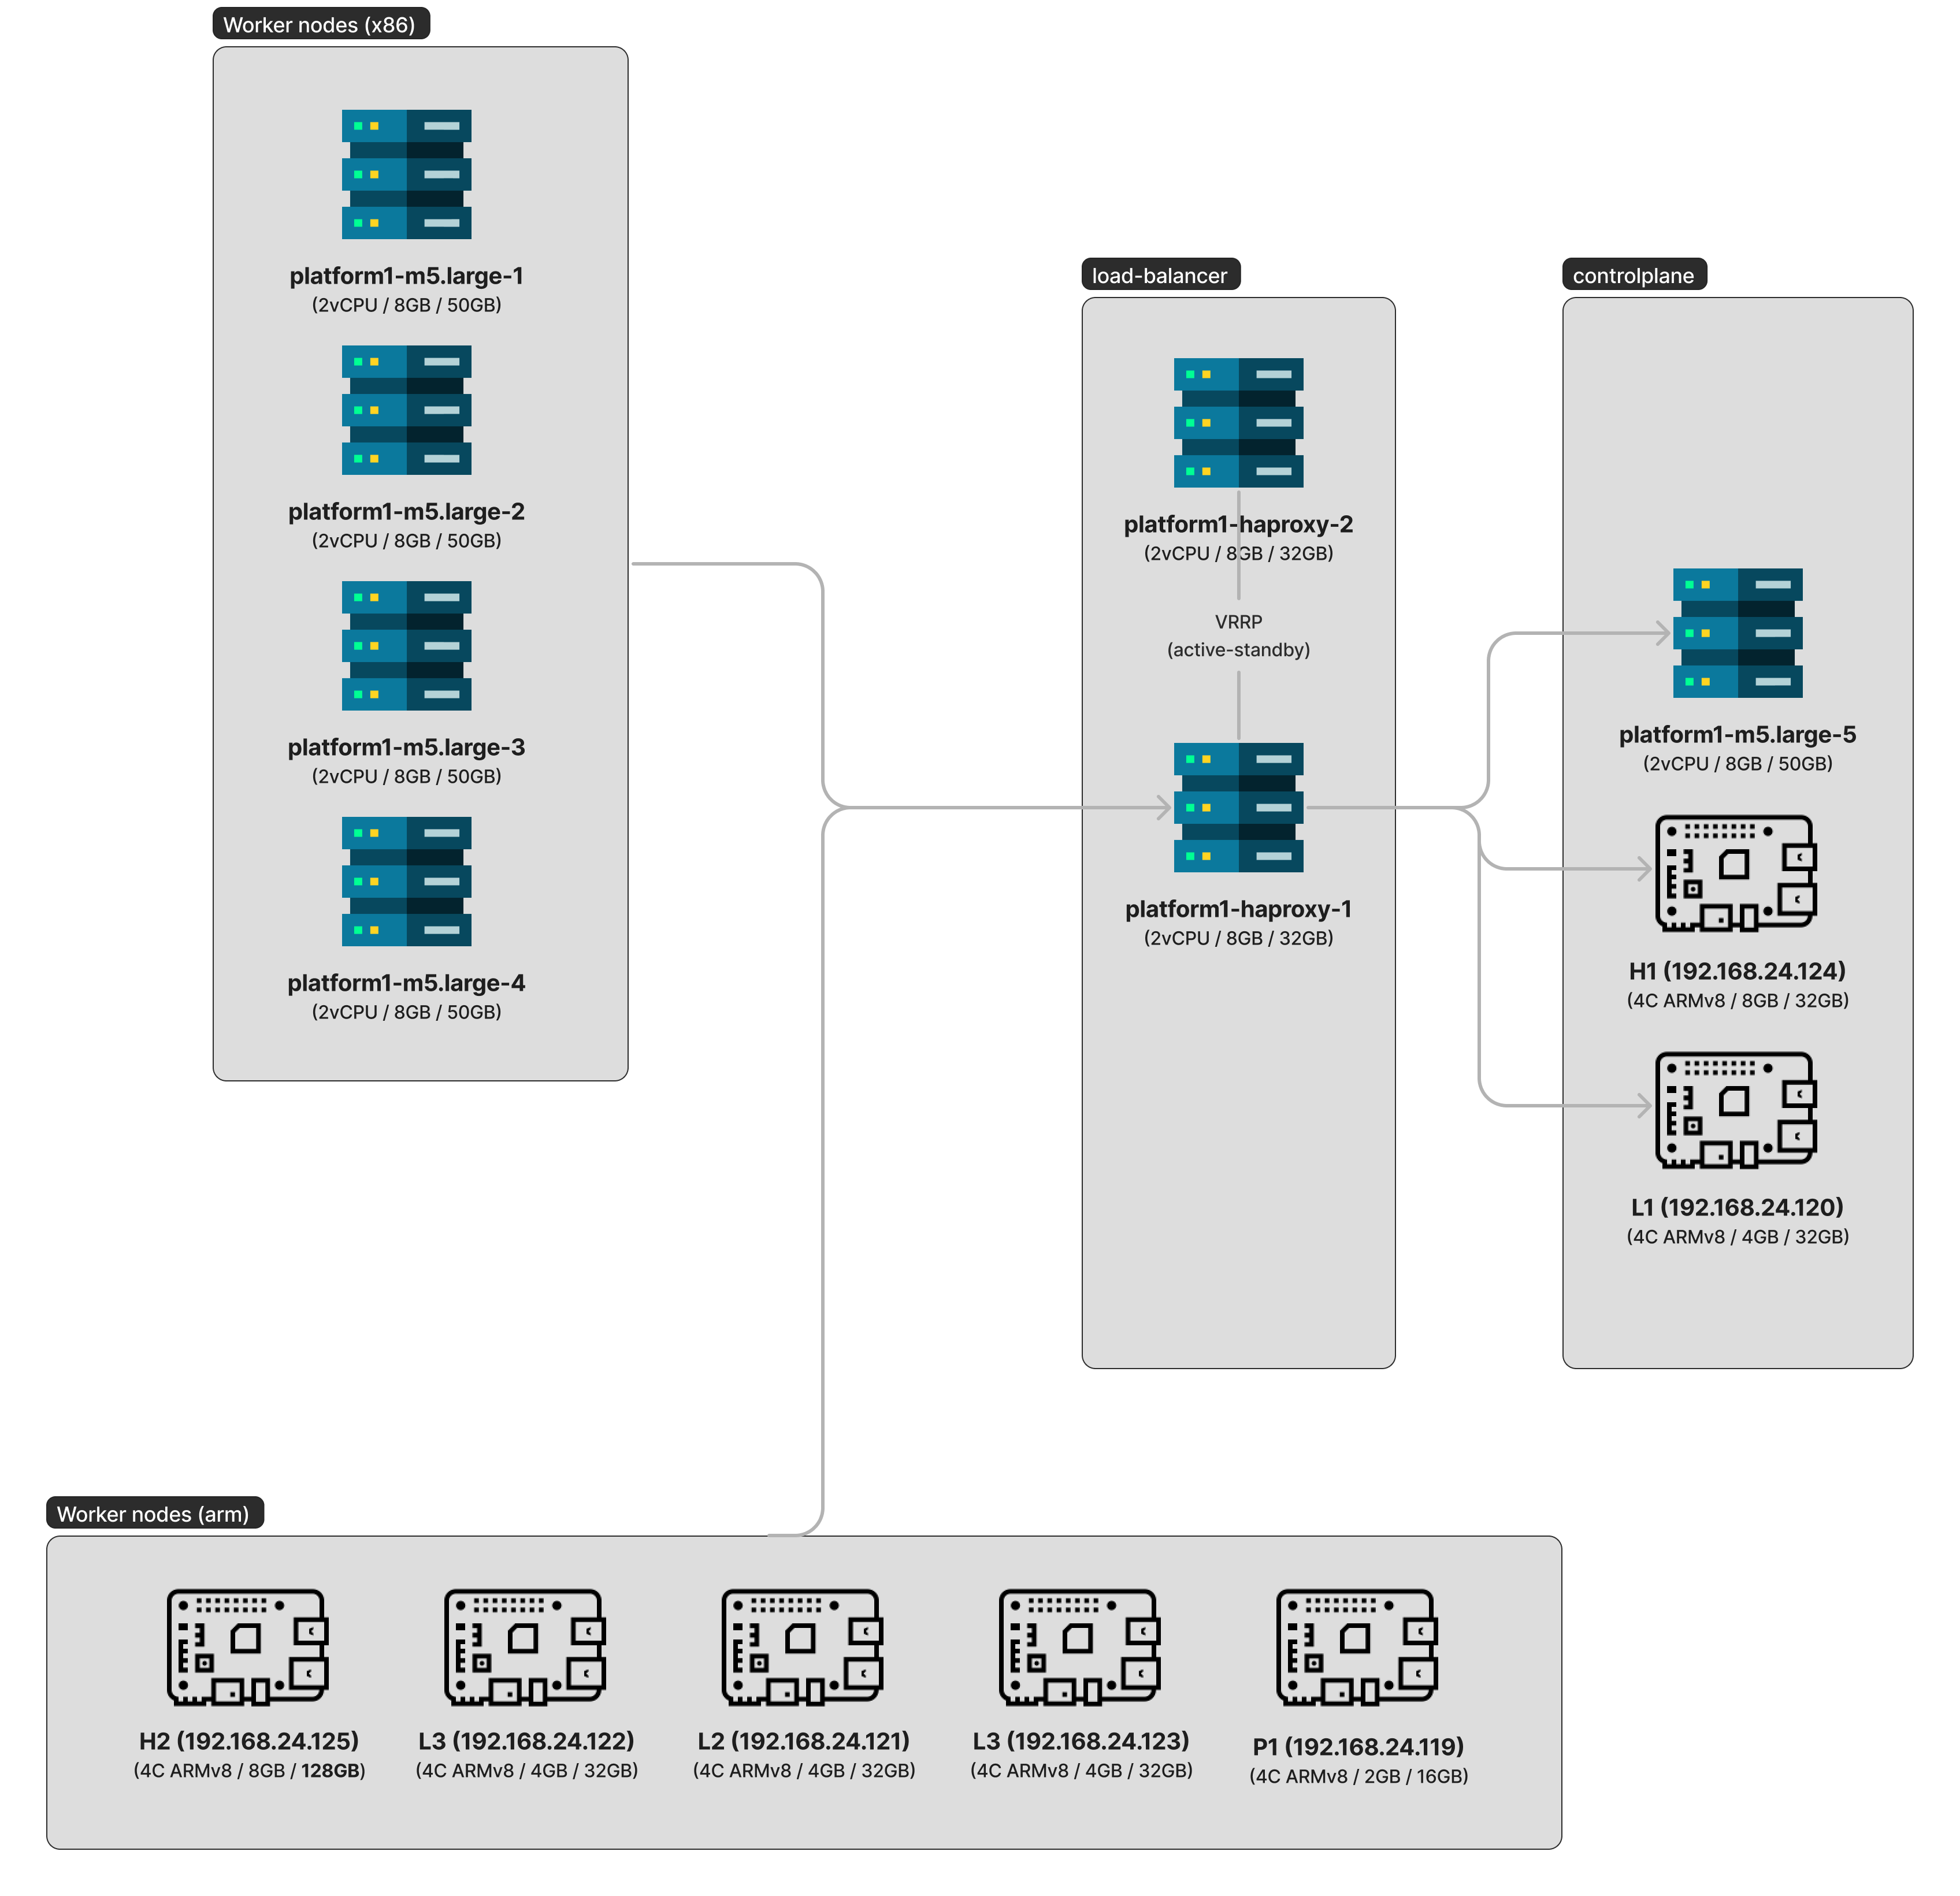 Worker nodes (x86)
platform1-m5.large-1
(2vCPU / 8GB / 50GB)
platform1-m5.large-2
(2vCPU / 8GB / 50GB)
platform1-m5.large-3
(2vCPU / 8GB / 50GB)
platform1-m5.large-4
(2vCPU / 8GB / 50GB)
load-balancer
platform1-haproxy-2
(2vCPU / 8GB / 32GB)
VRRP
(active-standby)
platform1-haproxy-1
(2vCPU / 8GB / 32GB)
controlplane
platform1-m5.large-5
(2vCPU / 8GB / 50GB)
H1 (192.168.24.124)
(4C ARMv8 / 8GB / 32GB)
L1 (192.168.24.120)
(4C ARMv8 / 4GB / 32GB)
Worker nodes (arm)
H2 (192.168.24.125)
(4C ARMv8 / 8GB / 128GB)
L3 (192.168.24.122)
(4C ARMv8 / 4GB / 32GB)
L2 (192.168.24.121)
(4C ARMv8 / 4GB / 32GB)
L3 (192.168.24.123)
(4C ARMv8 / 4GB / 32GB)
P1 (192.168.24.119)
(4C ARMv8 / 2GB / 16GB)